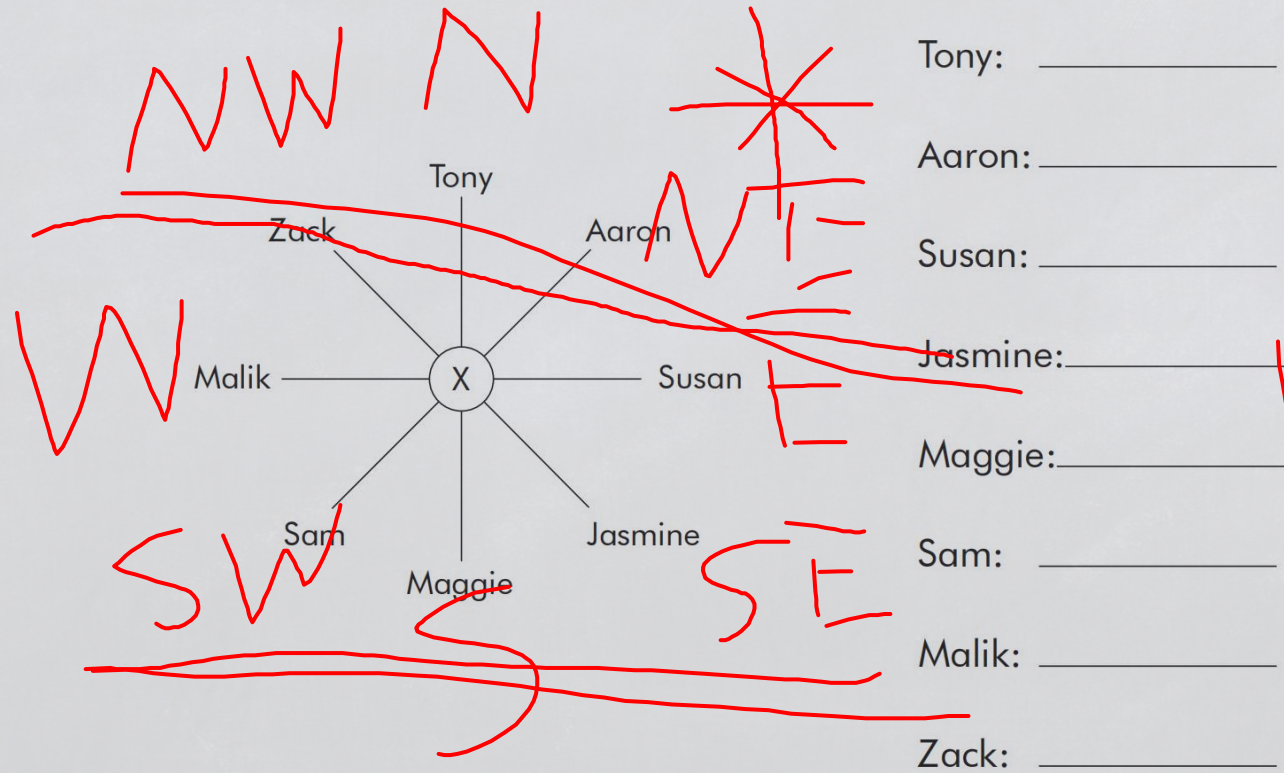 NW N
Tony
Zack
Aaron
NE
W
Malik
X
Susan
E
Sam
Jasmine
SW
Maggie
S
SE
Tony:
Aaron:
Susan:
Jasmine:
Maggie:
Sam:
Malik:
Zack: